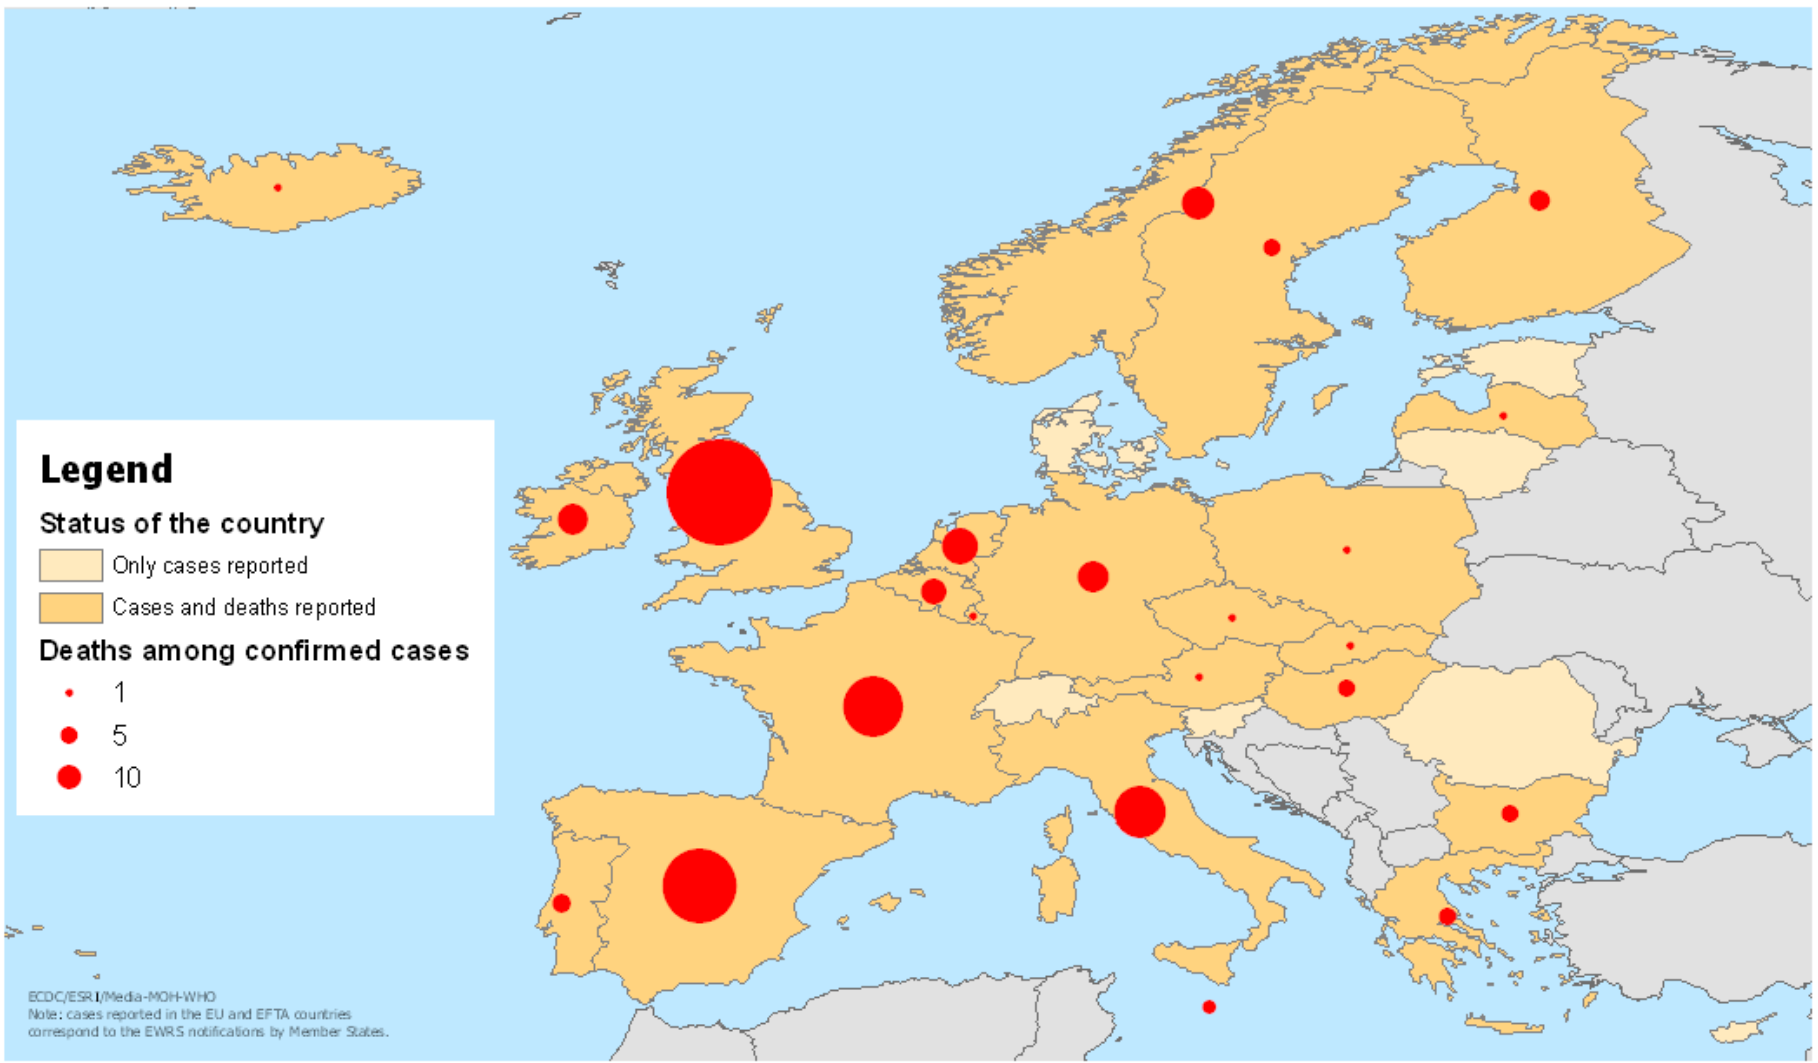 Legend
Status of the country
Only cases reported
Cases and deaths reported
Deaths among confirmed cases
1
5
10
ECDC/ESRI/Media-MOH-WHO
Note: cases reported in the EU and EFTA countries
correspond to the EWRS notifications by Member States.